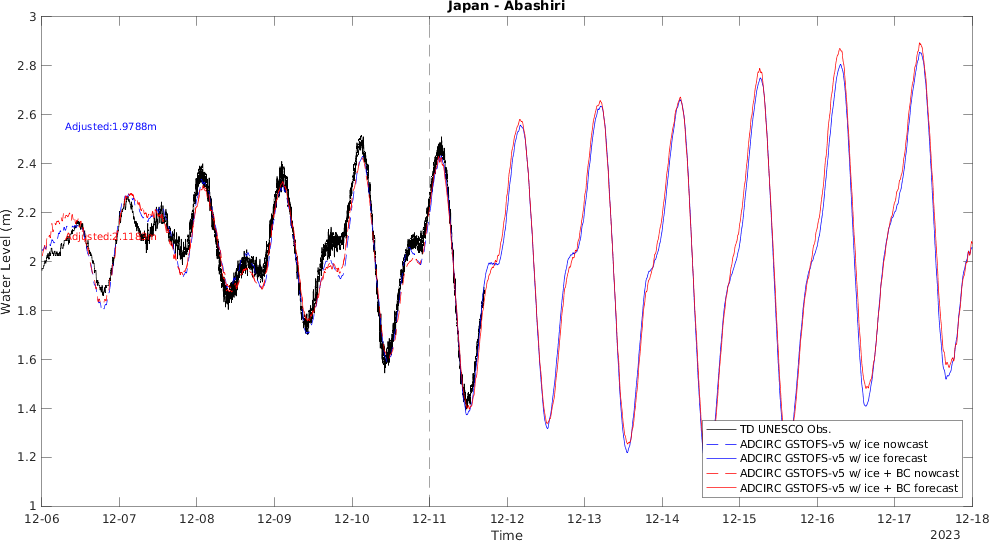 Japan - Abashiri
3
2.8
2.6
2.4
2.2
2
1.8
1.6
1.4
1.2
1
Water Level (m)
Adjusted:1.9788m
TD UNESCO Obs.
ADCIRC GSTOFS-v5 w/ ice nowcast
ADCIRC GSTOFS-v5 w/ ice forecast
ADCIRC GSTOFS-v5 w/ ice + BC nowcast
ADCIRC GSTOFS-v5 w/ ice + BC forecast
12-06 12-07 12-08 12-09 12-10 12-11 12-12 12-13 12-14 12-15 12-16 12-17 12-18
Time
2023